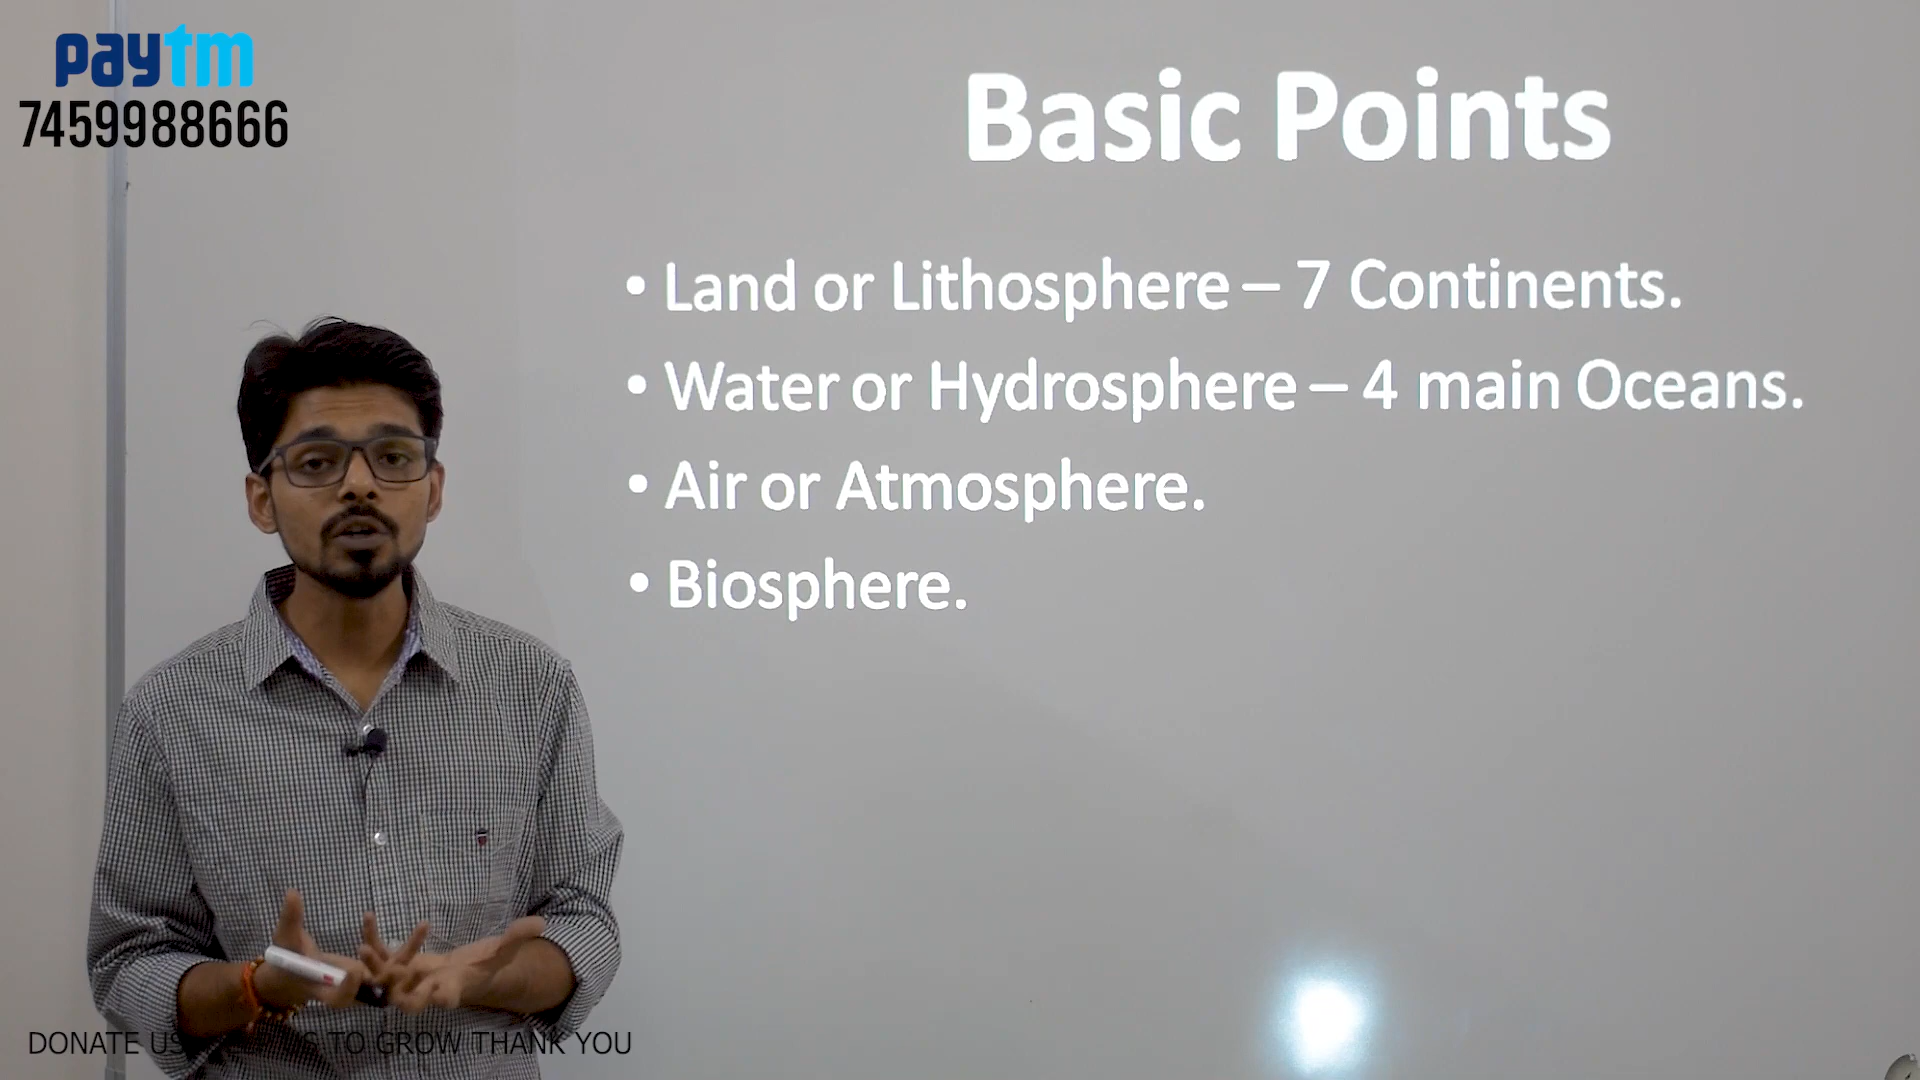 paytm
7459988666
Basic Points
• Land or Lithosphere – 7 Continents.
• Water or Hydrosphere – 4 main Oceans.
• Air or Atmosphere.
• Biosphere.
DONATE US TO GROW THANK YOU